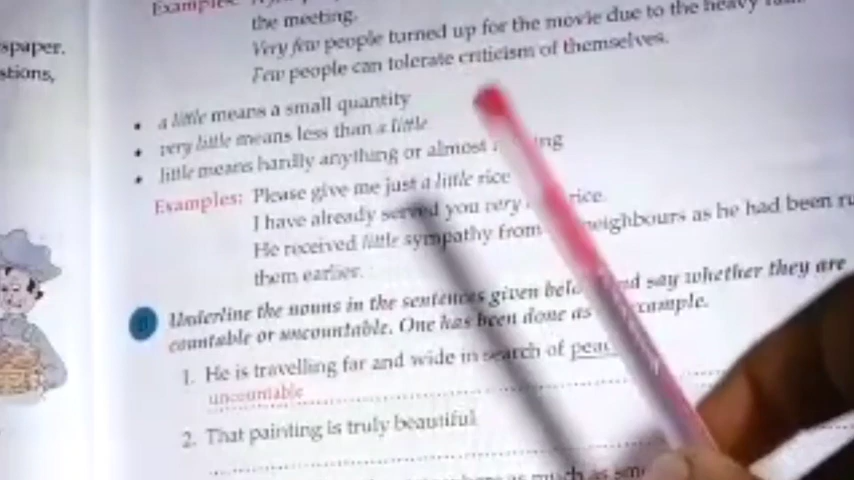 spaper.
stions,
Examples:
the meeting.
Very few people turned up for the movie due to the heavy
Few people can tolerate criticism of themselves.
• a little means a small quantity
• very little means less than a little
• little means hardly anything or almost
Examples: Please give me just a little rice
I have already served you very rice.
He received little sympathy from neighbours as he had been
them earlier.
Underline the nouns in the sentences given and say whether they are
countable or uncountable. One has been done as example.
1. He is travelling far and wide in search of
uncountable
2. That painting is truly beautiful
as much as